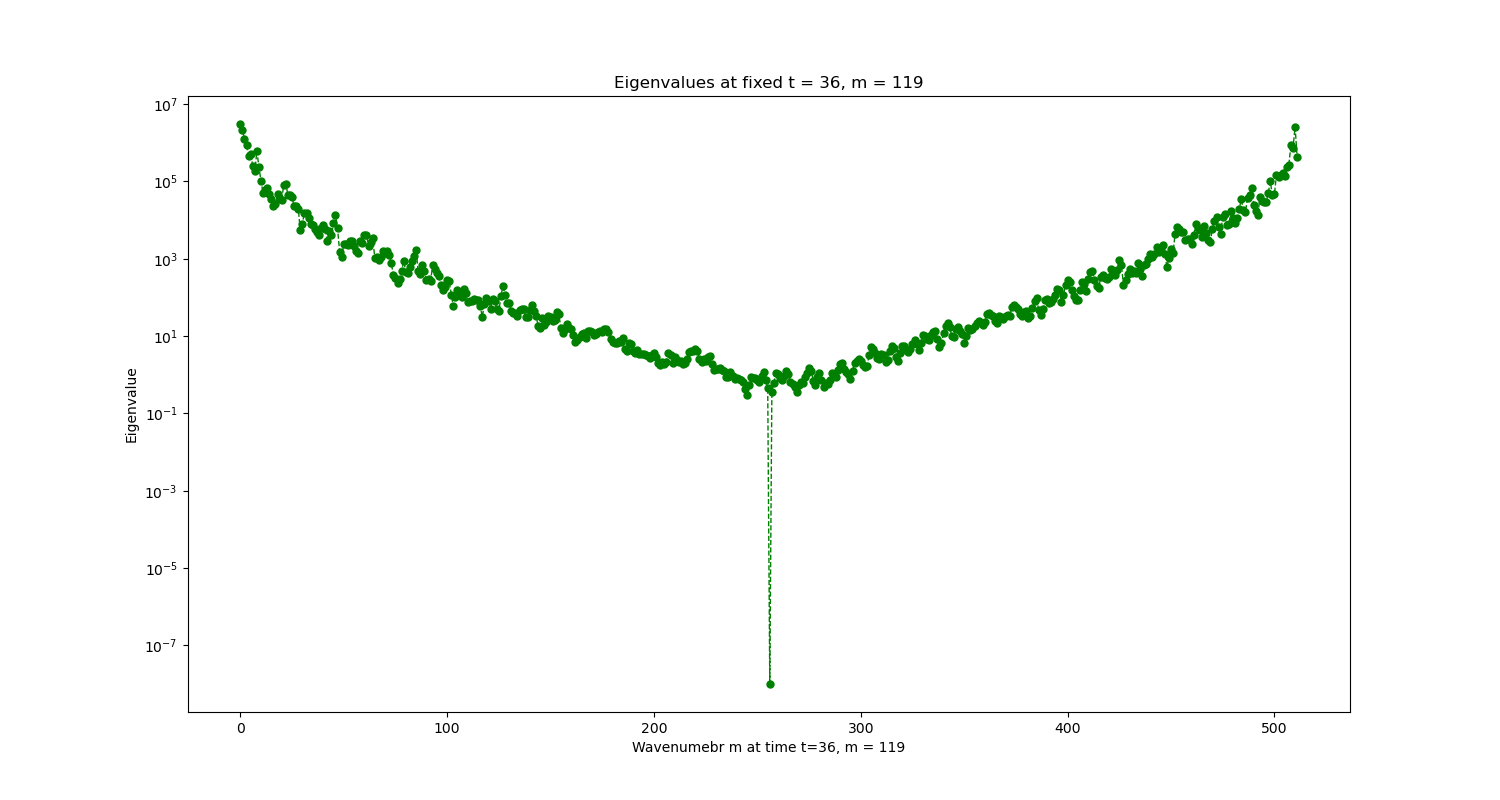 Eigenvalues at fixed t = 36, m = 119
10^7
10^5
10^3
10^1
10^-1
10^-3
10^-5
10^-7
Eigenvalue
0 100 200 300 400 500
Wavenumebr m at time t=36, m = 119